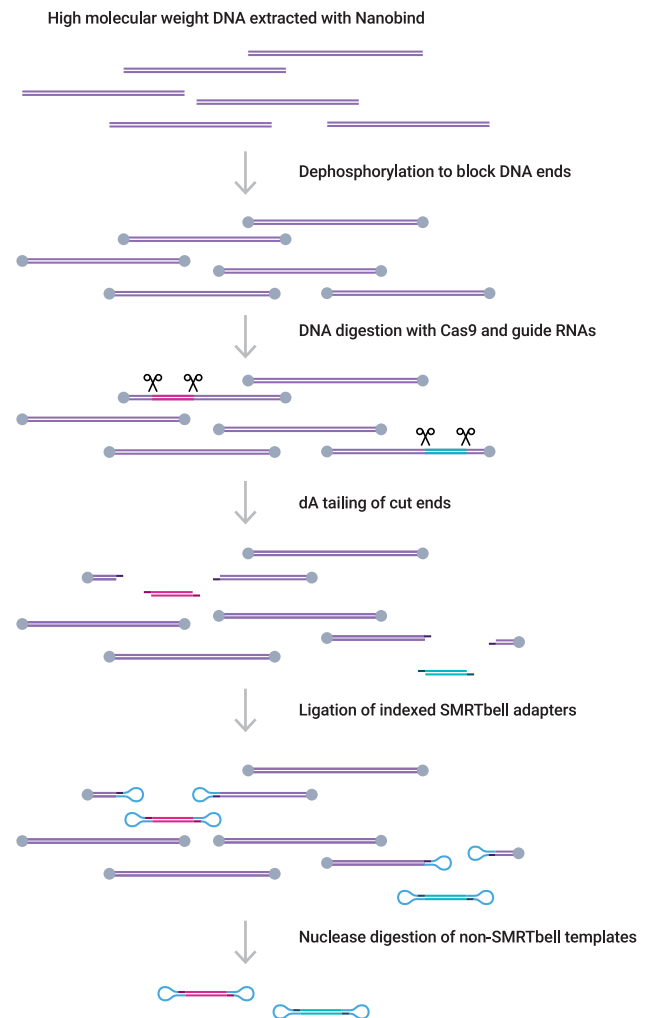 High molecular weight DNA extracted with Nanobind
Dephosphorylation to block DNA ends
DNA digestion with Cas9 and guide RNAs
dA tailing of cut ends
Ligation of indexed SMRTbell adapters
Nuclease digestion of non-SMRTbell templates